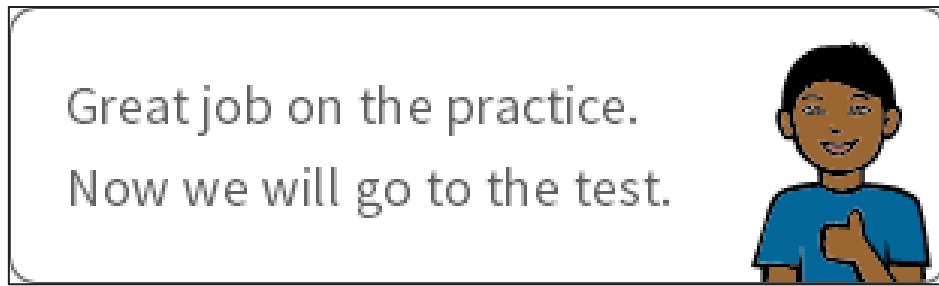 Great job on the practice.
Now we will go to the test.